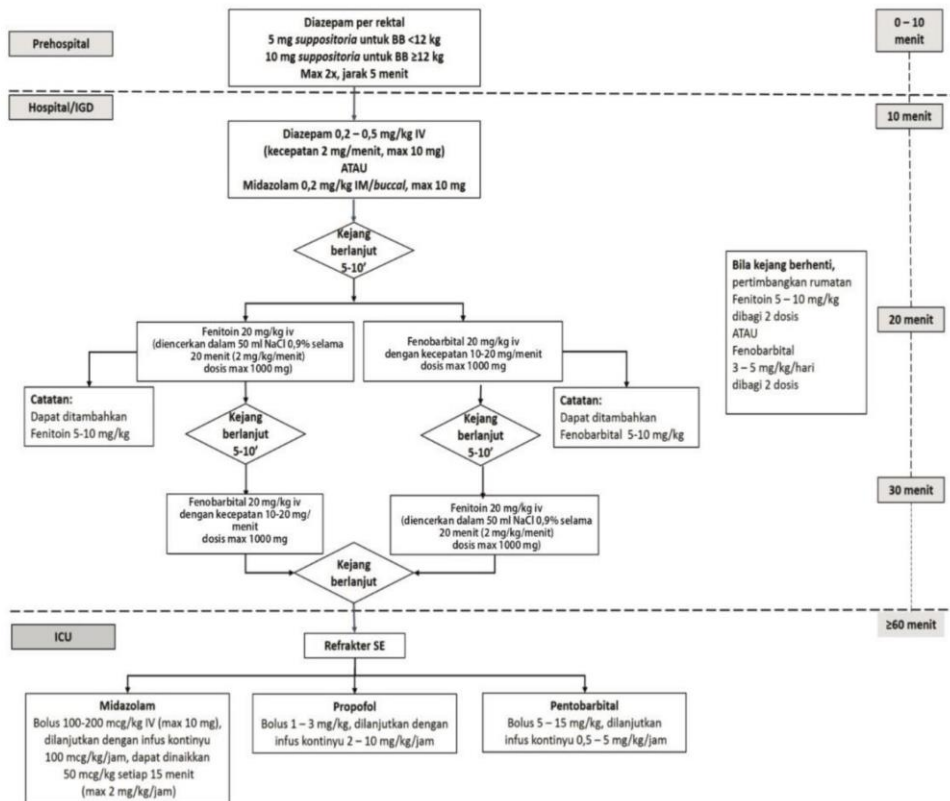 Prehospital
Diazepam per rektal
5 mg suppositoria untuk BB <12 kg
10 mg suppositoria untuk BB ≥12 kg
Max 2x, jarak 5 menit
0 – 10
menit
Hospital/IGD
10 menit
Diazepam 0,2 – 0,5 mg/kg IV
(kecepatan 2 mg/menit, max 10 mg)
ATAU
Midazolam 0,2 mg/kg IM/buccal, max 10 mg
Kejang
berlanjut
5-10'
Bila kejang berhenti,
pertimbangkan rumatan
Fenitoin 5 – 10 mg/kg
dibagi 2 dosis
ATAU
Fenobarbital
3 – 5 mg/kg/hari
dibagi 2 dosis
20 menit
Fenitoin 20 mg/kg iv
(diencerkan dalam 50 ml NaCl 0,9% selama
20 menit (2 mg/kg/menit)
dosis max 1000 mg)
Fenobarbital 20 mg/kg iv
dengan kecepatan 10-20 mg/menit
dosis max 1000 mg
Catatan:
Dapat ditambahkan
Fenitoin 5-10 mg/kg
Kejang
berlanjut
5-10'
Kejang
berlanjut
5-10'
Catatan:
Dapat ditambahkan
Fenobarbital 5-10 mg/kg
30 menit
Fenobarbital 20 mg/kg iv
dengan kecepatan 10-20 mg/
menit
dosis max 1000 mg
Fenitoin 20 mg/kg iv
(diencerkan dalam 50 ml NaCl 0,9% selama
20 menit (2 mg/kg/menit)
dosis max 1000 mg)
Kejang
berlanjut
≥60 menit
ICU
Refrakter SE
Midazolam
Bolus 100-200 mcg/kg IV (max 10 mg),
dilanjutkan dengan infus kontinyu
100 mcg/kg/jam, dapat dinaikkan
50 mcg/kg setiap 15 menit
(max 2 mg/kg/jam)
Propofol
Bolus 1 – 3 mg/kg, dilanjutkan dengan
infus kontinyu 2 – 10 mg/kg/jam
Pentobarbital
Bolus 5 – 15 mg/kg, dilanjutkan
infus kontinyu 0,5 – 5 mg/kg/jam